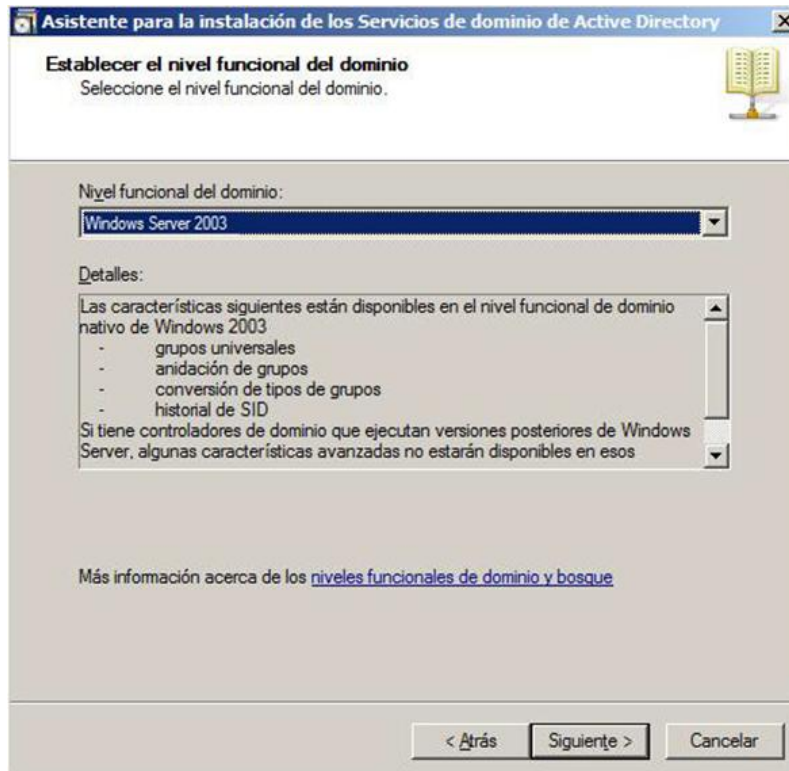 Asistente para la instalación de los Servicios de dominio de Active Directory
Establecer el nivel funcional del dominio
Seleccione el nivel funcional del dominio.
Nivel funcional del dominio:
Windows Server 2003
Detalles:
Las características siguientes están disponibles en el nivel funcional de dominio
nativo de Windows 2003
- grupos universales
- anidación de grupos
- conversión de tipos de grupos
- historial de SID
Si tiene controladores de dominio que ejecutan versiones posteriores de Windows
Server, algunas características avanzadas no estarán disponibles en esos
Más información acerca de los niveles funcionales de dominio y bosque
< Atrás Siguiente > Cancelar